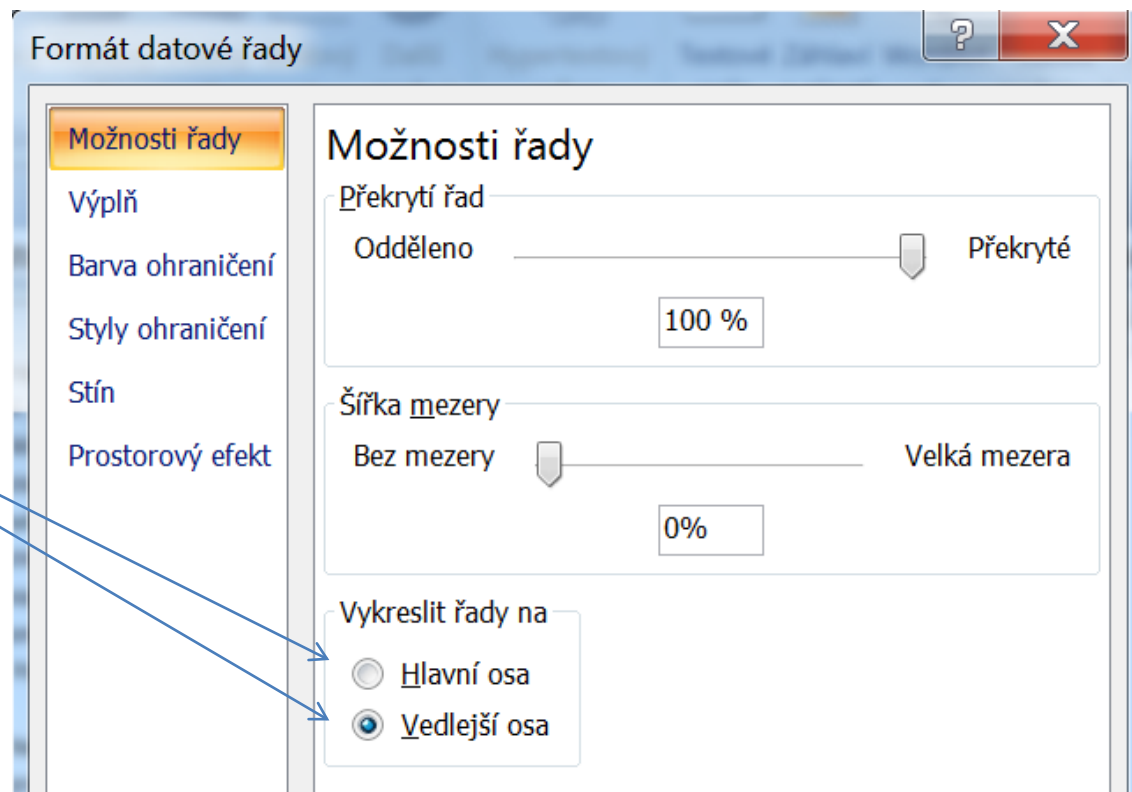 Formát datové řady
Možnosti řady
Výplň
Barva ohraničení
Styly ohraničení
Stín
Prostorový efekt
Možnosti řady
Překrytí řad
Odděleno Překryté
100 %
Šířka mezery
Bez mezery Velká mezera
0%
Vykreslit řady na
Hlavní osa
Vedlejší osa